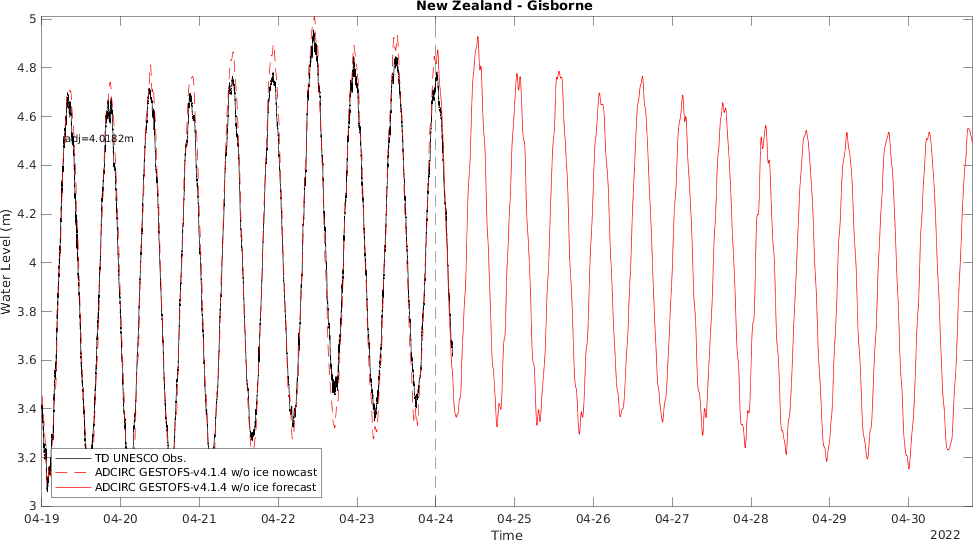 New Zealand - Gisborne
Water Level (m)
5
4.8
4.6
4.4
4.2
4
3.8
3.6
3.4
3.2
3
adj=4.0182m
TD UNESCO Obs.
ADCIRC GESTOFS-v4.1.4 w/o ice nowcast
ADCIRC GESTOFS-v4.1.4 w/o ice forecast
04-19 04-20 04-21 04-22 04-23 04-24 04-25 04-26 04-27 04-28 04-29 04-30
Time
2022